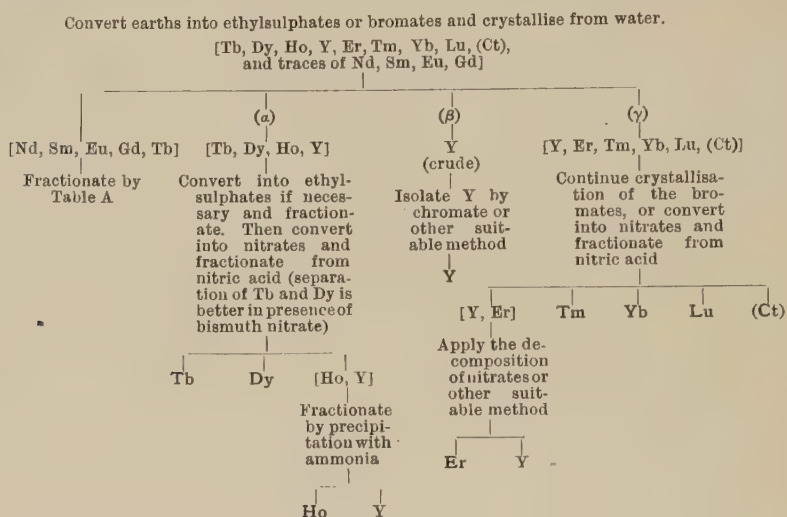 Convert earths into ethylsulphates or bromates and crystallise from water.
[Tb, Dy, Ho, Y, Er, Tm, Yb, Lu, (Ct),
and traces of Nd, Sm, Eu, Gd]
[Nd, Sm, Eu, Gd, Tb]
Fractionate by
Table A
(α)
[Tb, Dy, Ho, Y]
Convert into ethyl-
sulphates if neces-
sary and fraction-
ate. Then convert
into nitrates and
fractionate from
nitric acid (separa-
tion of Tb and Dy is
better in presence of
bismuth nitrate)
Tb
Dy
[Ho, Y]
Fractionate
by precipi-
tation with
ammonia
Ho
Y
(β)
Y
(crude)
Isolate Y by
chromate or
other suit-
able method
Y
(γ)
[Y, Er, Tm, Yb, Lu, (Ct)]
Continue crystallisa-
tion of the bro-
mates, or convert
into nitrates and
fractionate from
nitric acid
[Y, Er]
Tm
Yb
Lu
(Ct)
Apply the de-
composition
of nitrates or
other suit-
able method
Er
Y